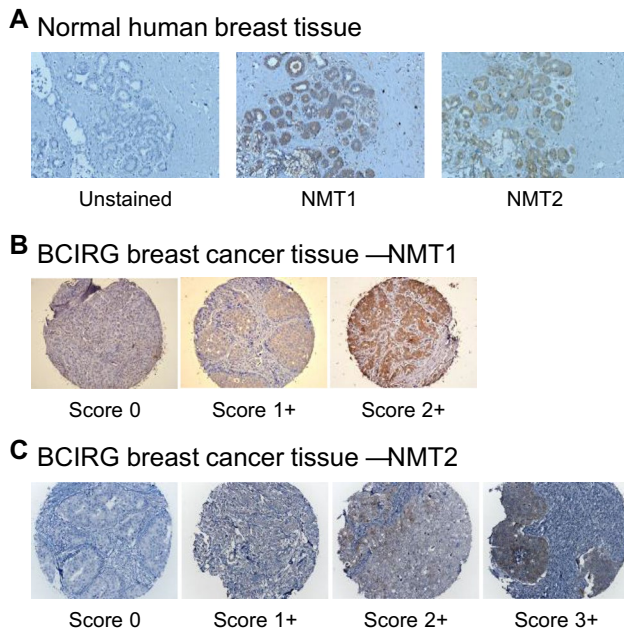 A Normal human breast tissue
Unstained NMT1 NMT2
B BCIRG breast cancer tissue —NMT1
Score 0 Score 1+ Score 2+
C BCIRG breast cancer tissue —NMT2
Score 0 Score 1+ Score 2+ Score 3+